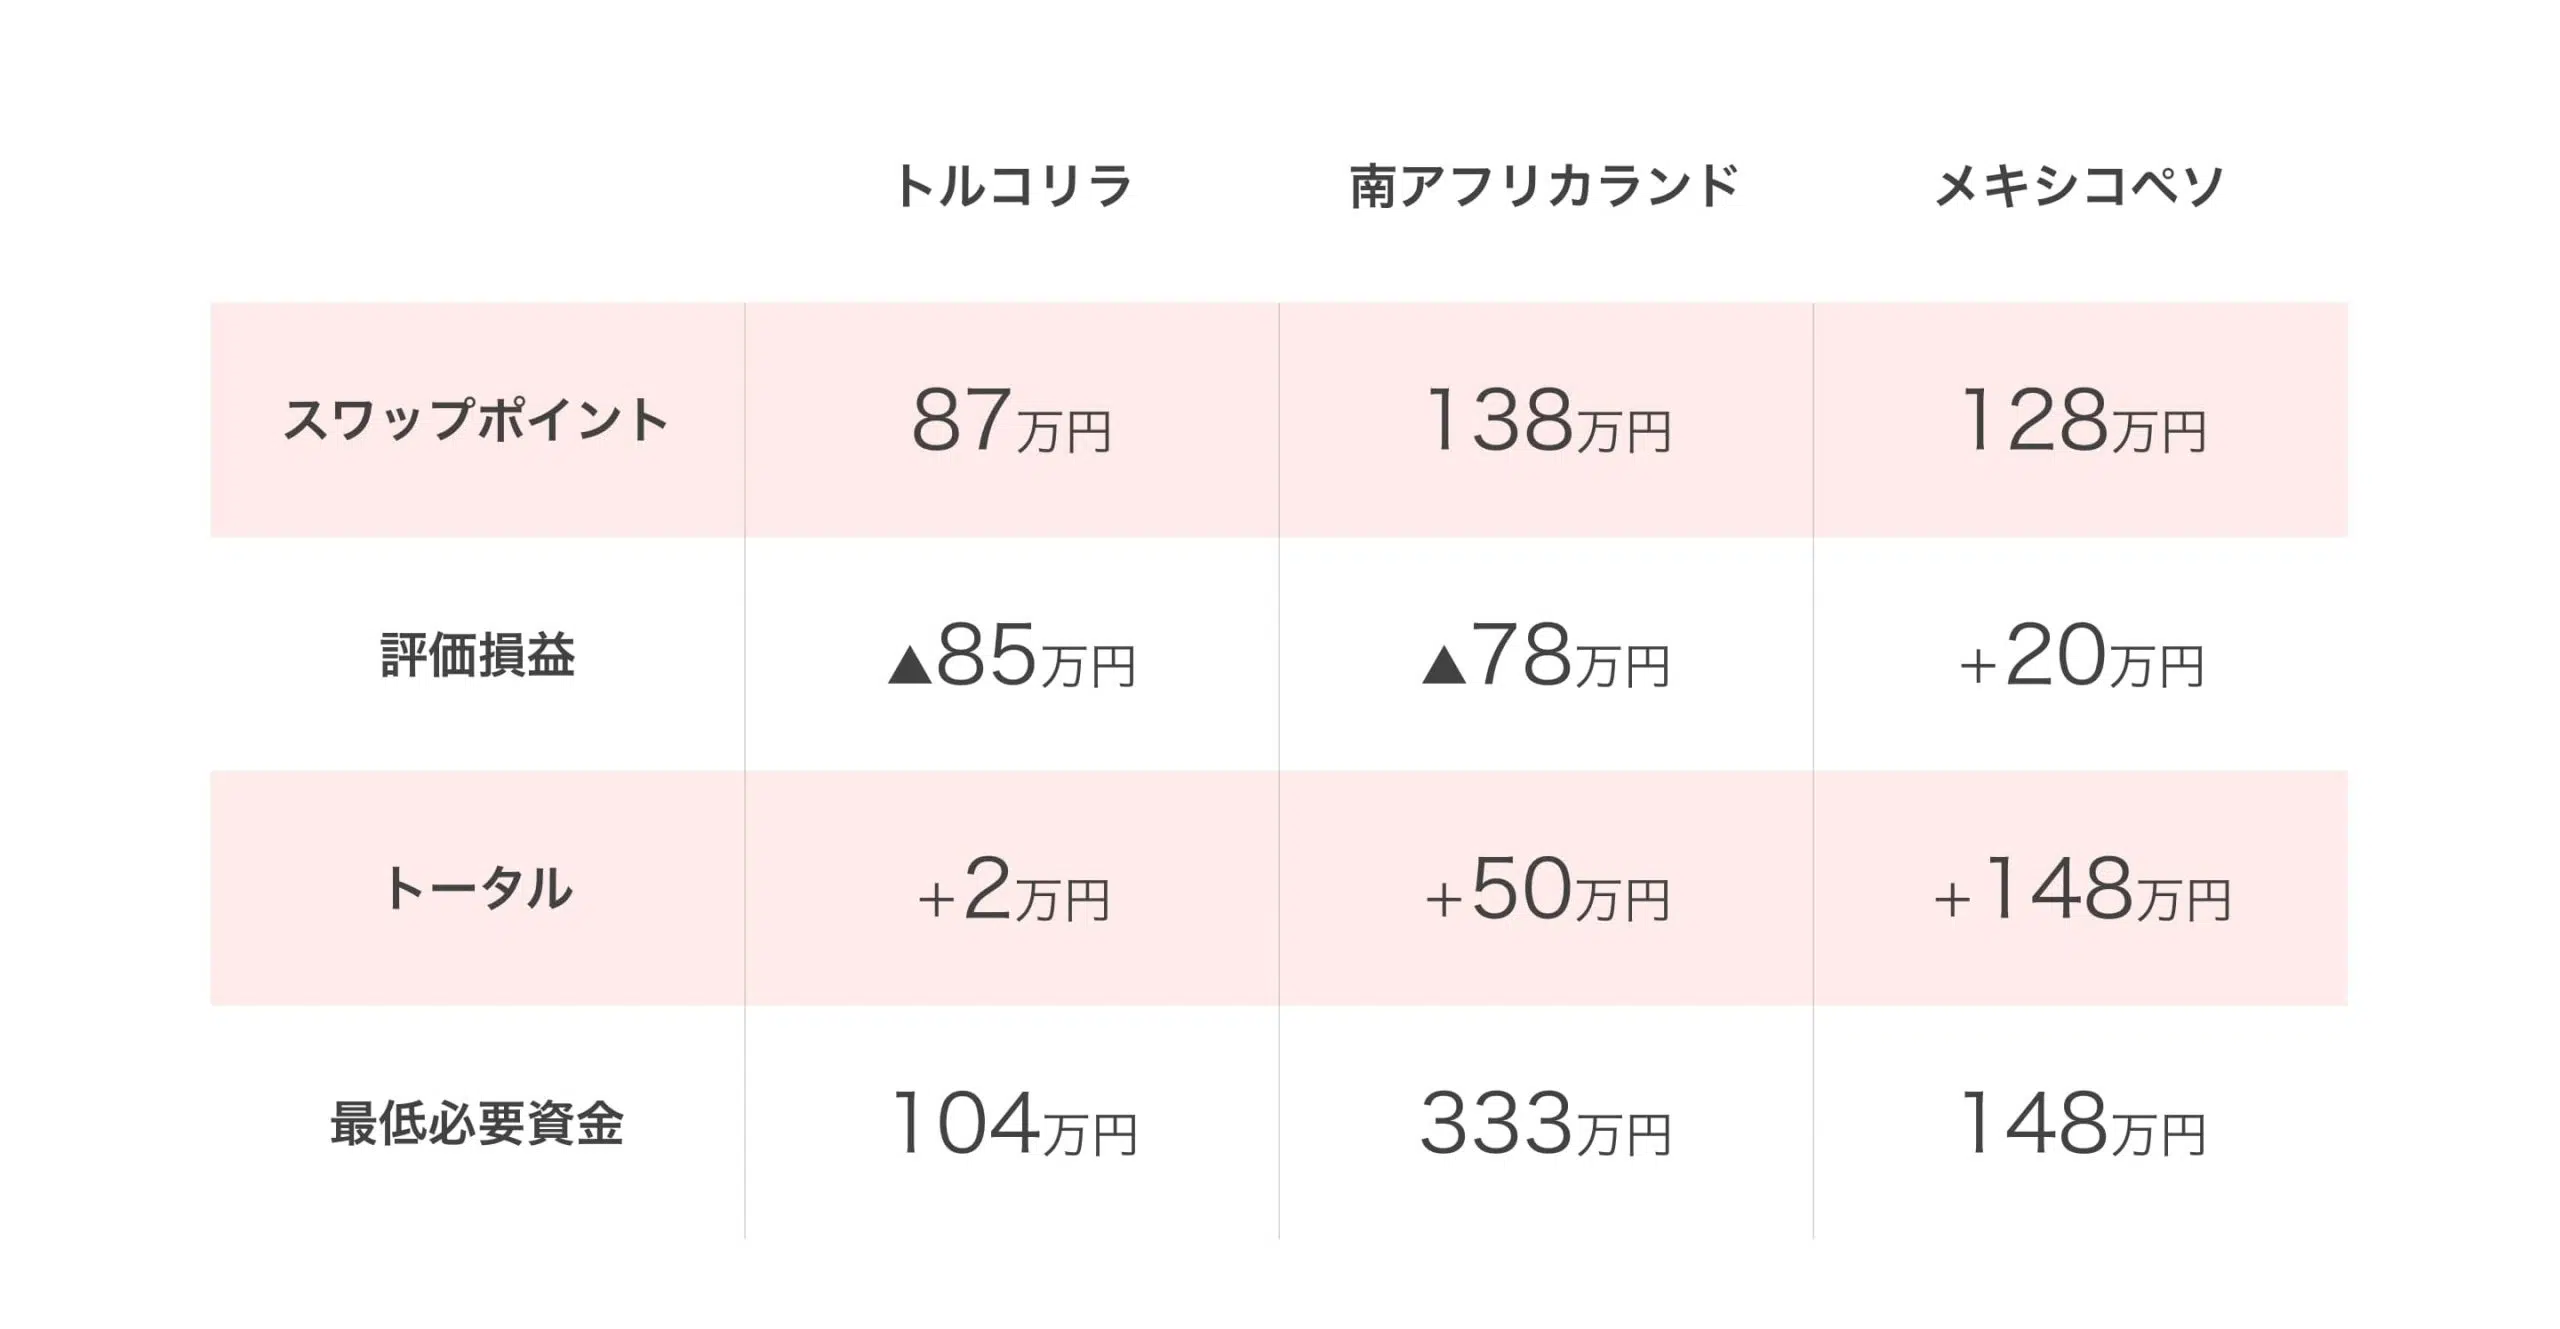 トルコリラ 南アフリカランド メキシコペソ
スワップポイント 87万円 138万円 128万円
評価損益 ▲85万円 ▲78万円 +20万円
トータル +2万円 +50万円 +148万円
最低必要資金 104万円 333万円 148万円